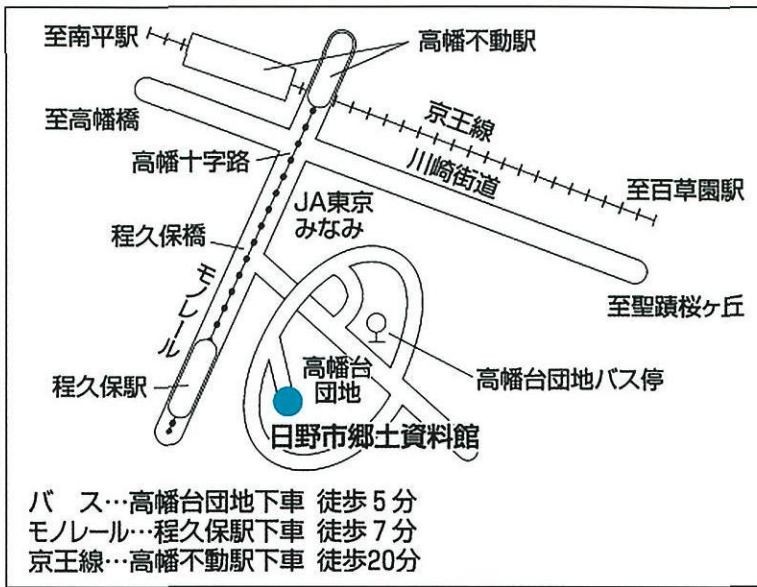 至南平駅
高幡不動駅
至高幡橋
京王線
川崎街道
高幡十字路
至百草園駅
JA東京
みなみ
程久保橋
モノレール
至聖蹟桜ヶ丘
高幡台
団地
高幡台団地バス停
程久保駅
日野市郷土資料館
バ ス…高幡台団地下車 徒歩5分
モノレール…程久保駅下車 徒歩7分
京王線…高幡不動駅下車 徒歩20分